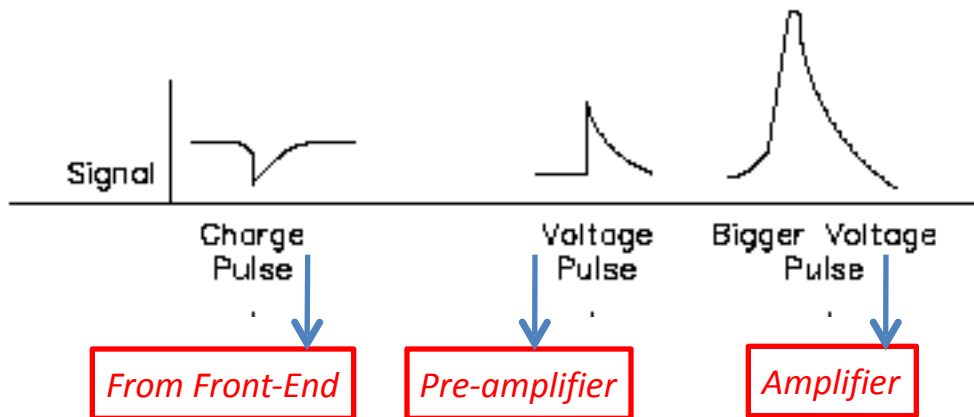 Signal
Charge
Pulse
Voltage
Pulse
Bigger Voltage
Pulse
From Front-End
Pre-amplifier
Amplifier